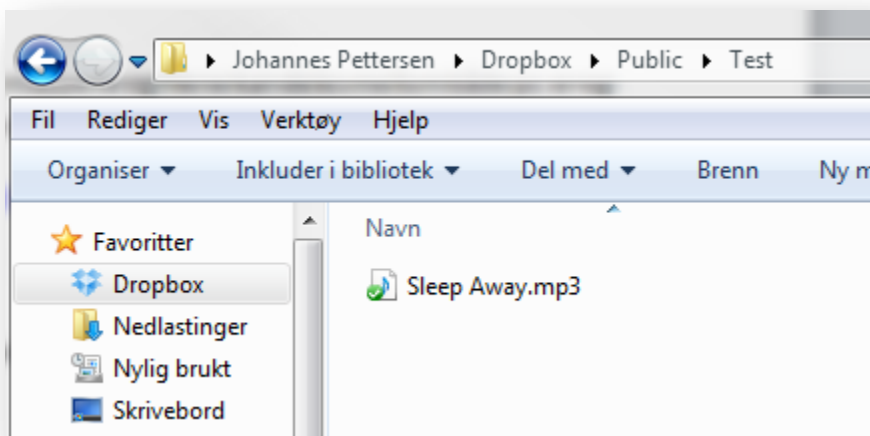 Johannes Pettersen Dropbox Public Test
Fil Rediger Vis Verktøy Hjelp
Organiser Inkluder i bibliotek Del med Brenn Ny m
Favoritter
Dropbox
Nedlastinger
Nylig brukt
Skrivebord
Navn
Sleep Away.mp3